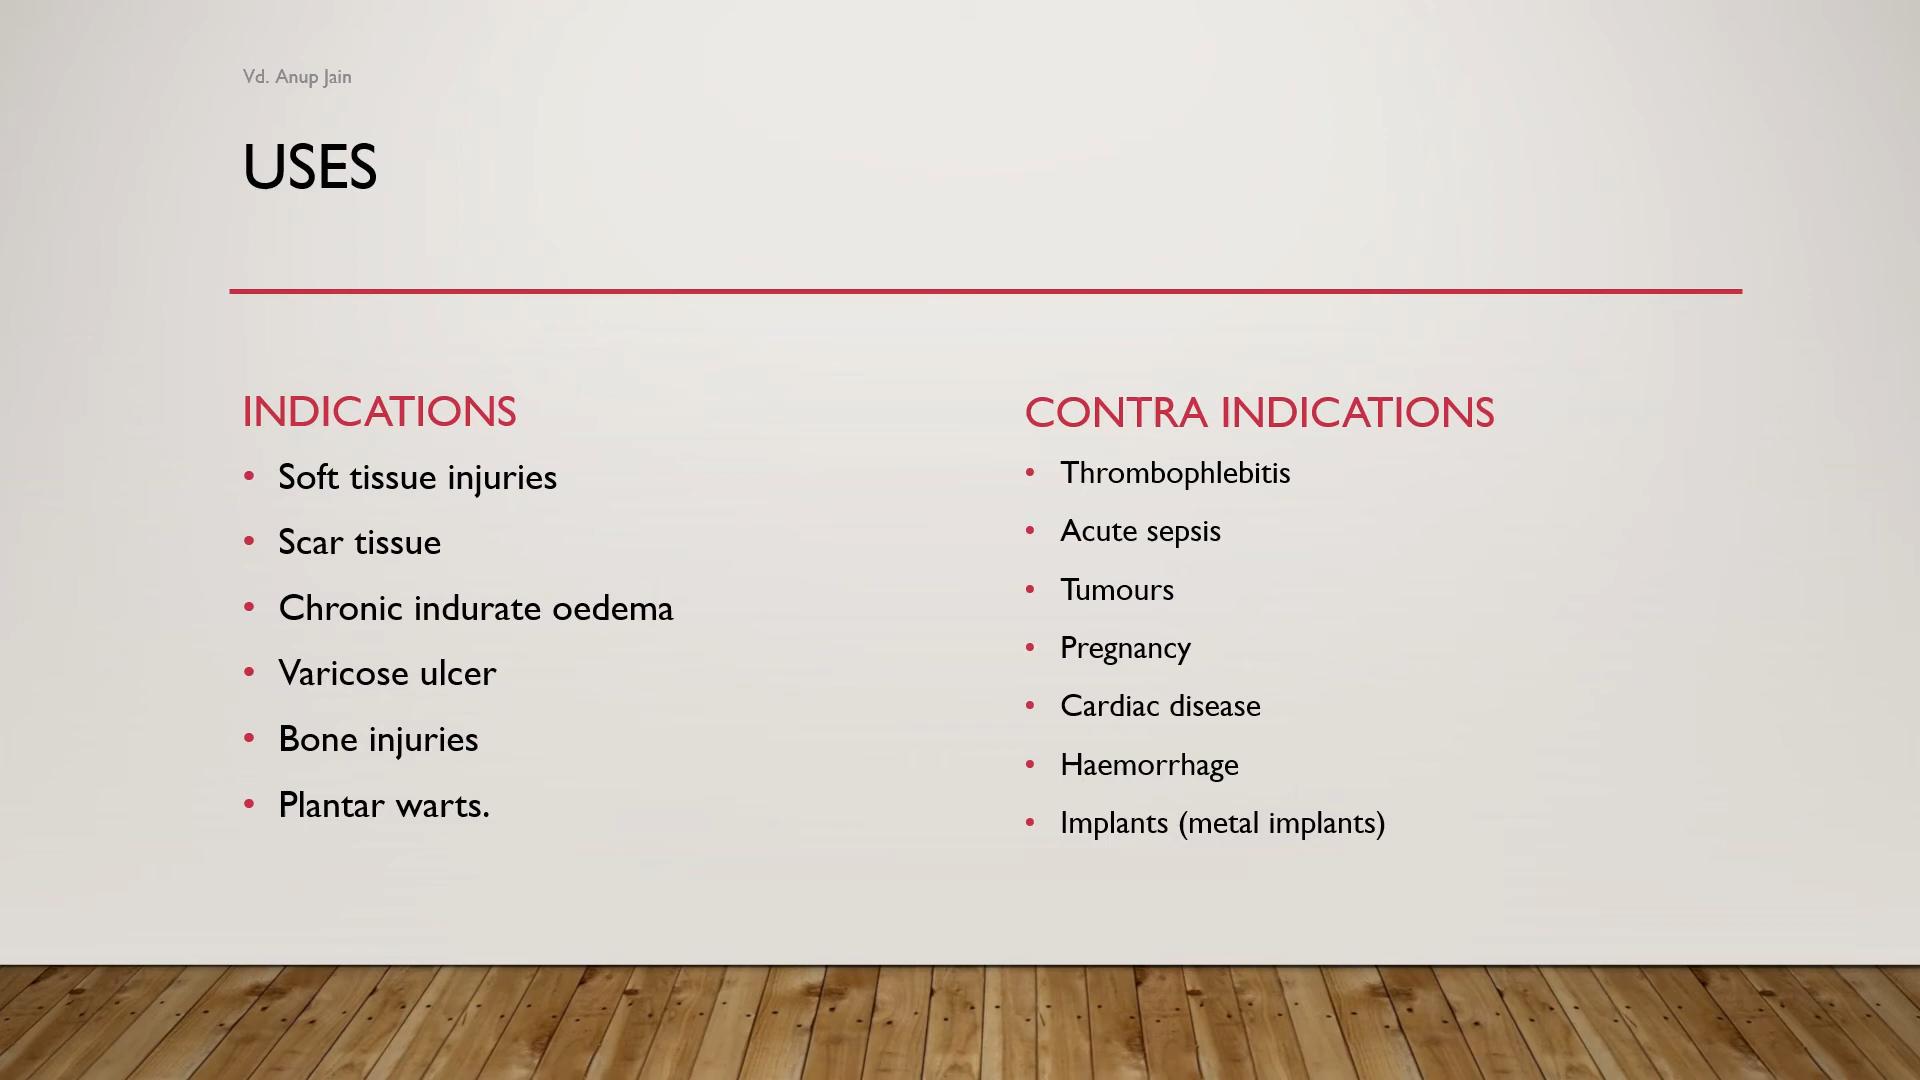 Vd. Anup Jain
USES
INDICATIONS
• Soft tissue injuries
• Scar tissue
• Chronic indurate oedema
• Varicose ulcer
• Bone injuries
• Plantar warts.
CONTRA INDICATIONS
• Thrombophlebitis
• Acute sepsis
• Tumours
• Pregnancy
• Cardiac disease
• Haemorrhage
• Implants (metal implants)